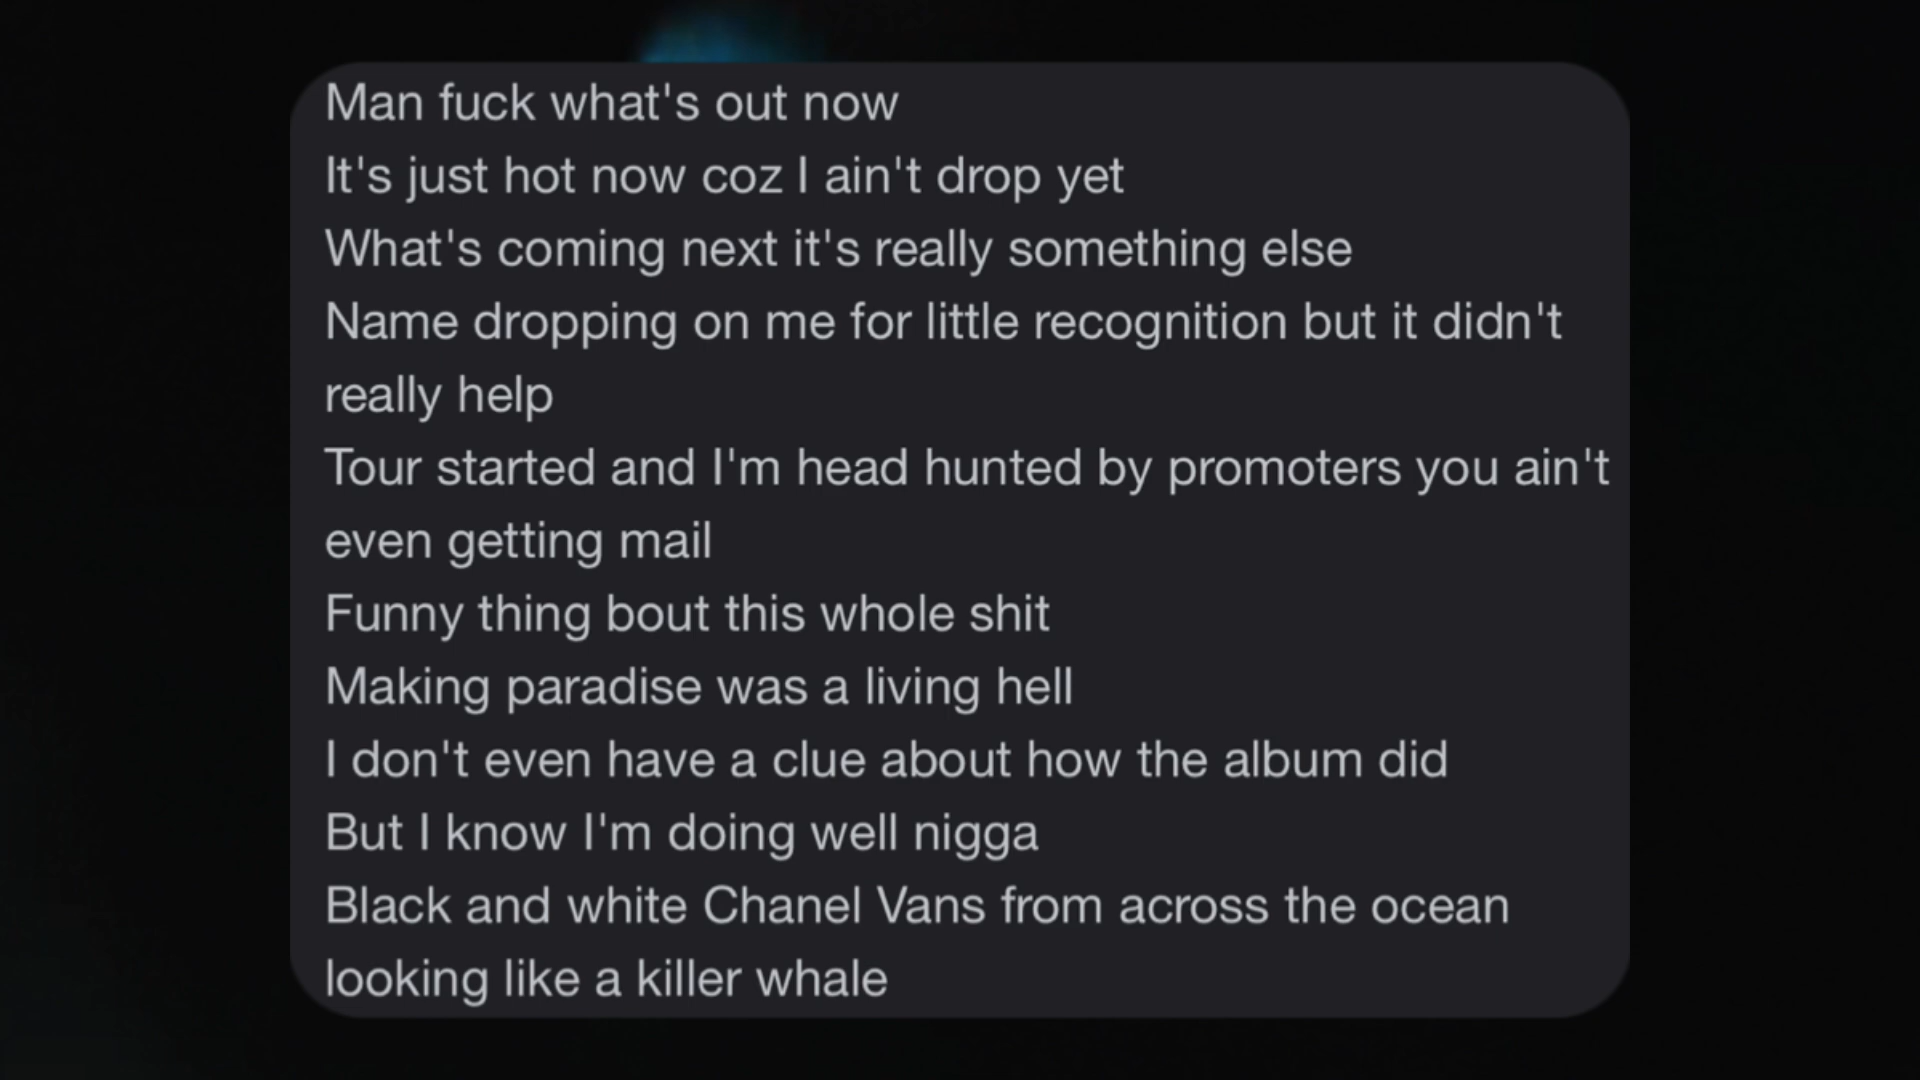 Man fuck what's out now
It's just hot now coz I ain't drop yet
What's coming next it's really something else
Name dropping on me for little recognition but it didn't
really help
Tour started and I'm head hunted by promoters you ain't
even getting mail
Funny thing bout this whole shit
Making paradise was a living hell
I don't even have a clue about how the album did
But I know I'm doing well nigga
Black and white Chanel Vans from across the ocean
looking like a killer whale